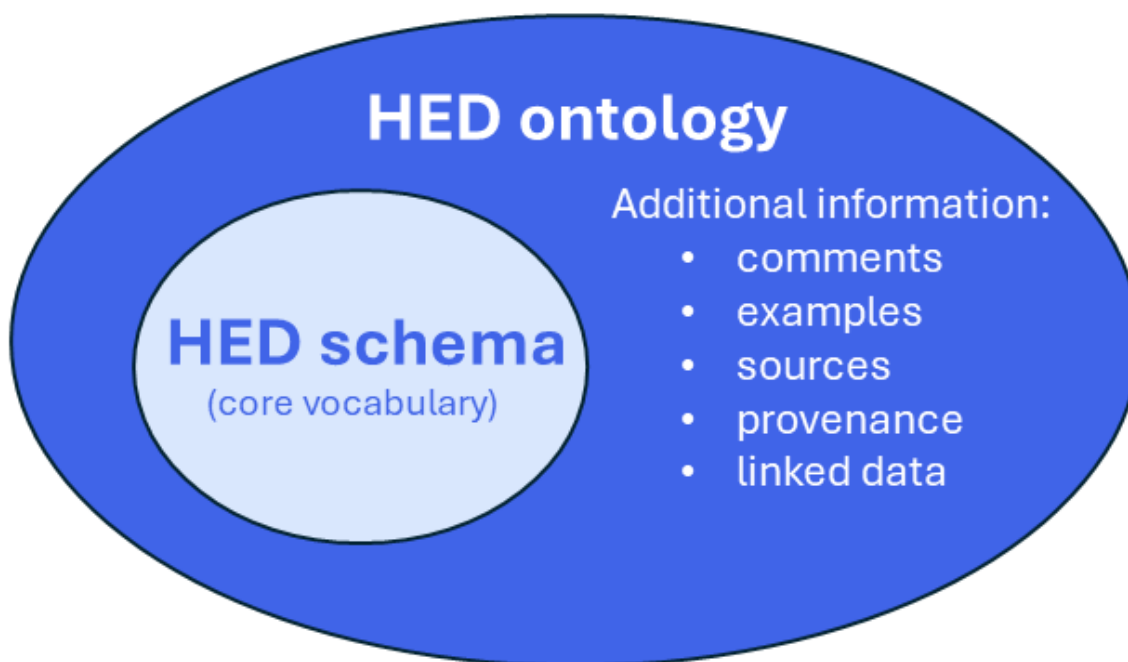 HED ontology
Additional information:
• comments
• examples
• sources
• provenance
• linked data
HED schema
(core vocabulary)